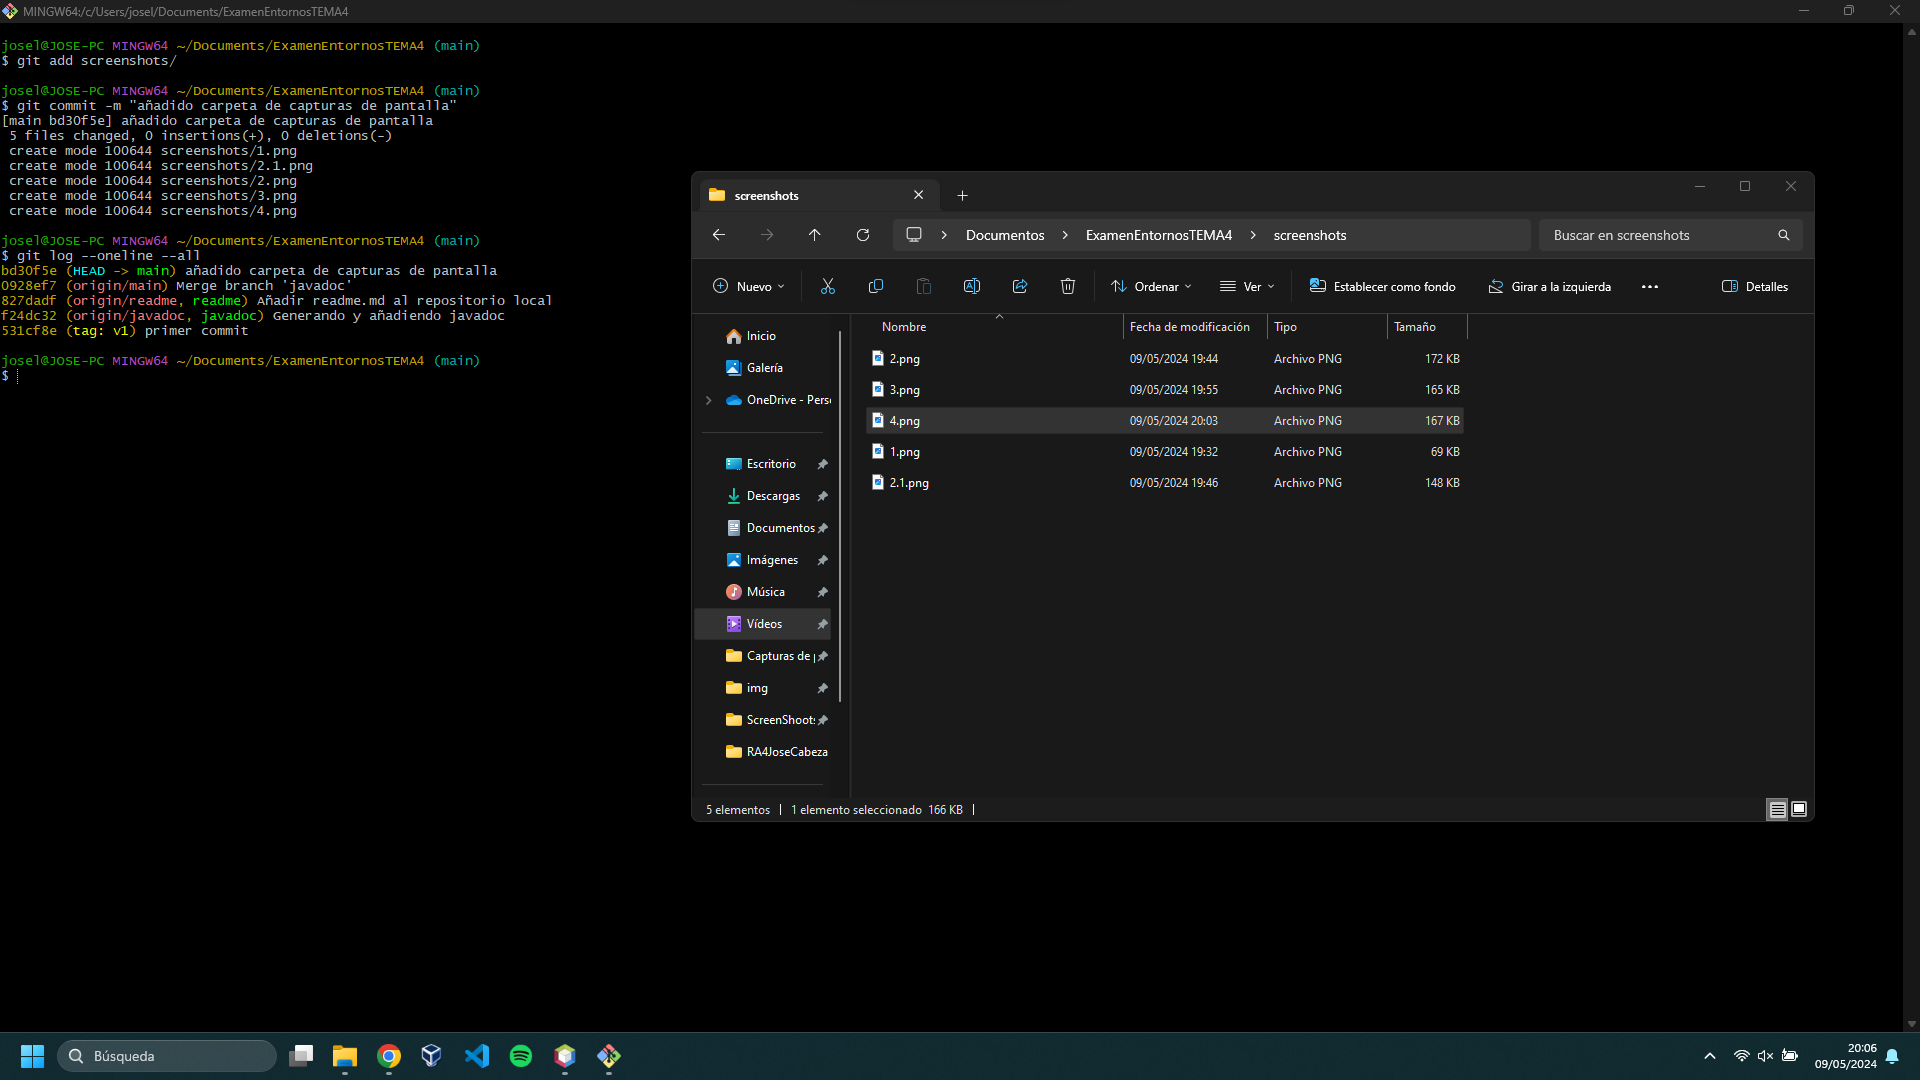 MINGW64:/c/Users/josel/Documents/ExamenEntornosTEMA4
josel@JOSE-PC MINGW64 ~/Documents/ExamenEntornosTEMA4 (main)
$ git add screenshots/
josel@JOSE-PC MINGW64 ~/Documents/ExamenEntornosTEMA4 (main)
$ git commit -m "añadido carpeta de capturas de pantalla"
[main bd30f5e] añadido carpeta de capturas de pantalla
5 files changed, 0 insertions(+), 0 deletions(-)
create mode 100644 screenshots/1.png
create mode 100644 screenshots/2.1.png
create mode 100644 screenshots/2.png
create mode 100644 screenshots/3.png
create mode 100644 screenshots/4.png
josel@JOSE-PC MINGW64 ~/Documents/ExamenEntornosTEMA4 (main)
$ git log --oneline --all
bd30f5e (HEAD -> main) añadido carpeta de capturas de pantalla
0928ef7 (origin/main) Merge branch 'javadoc'
827dadf (origin/readme, readme) Añadir readme.md al repositorio local
f24dc32 (origin/javadoc, javadoc) Generando y añadiendo javadoc
531cf8e (tag: v1) primer commit
josel@JOSE-PC MINGW64 ~/Documents/ExamenEntornosTEMA4 (main)
$
screenshots
Documentos > ExamenEntornosTEMA4 > screenshots
Buscar en screenshots
Nuevo
Ordenar
Ver
Establecer como fondo
Girar a la izquierda
Detalles
Inicio
Galería
OneDrive - Perso
Escritorio
Descargas
Documentos
Imágenes
Música
Vídeos
Capturas de
img
ScreenShoots
RA4JoseCabeza
Nombre Fecha de modificación Tipo Tamaño
2.png 09/05/2024 19:44 Archivo PNG 172 KB
3.png 09/05/2024 19:55 Archivo PNG 165 KB
4.png 09/05/2024 20:03 Archivo PNG 167 KB
1.png 09/05/2024 19:32 Archivo PNG 69 KB
2.1.png 09/05/2024 19:46 Archivo PNG 148 KB
5 elementos 1 elemento seleccionado 166 KB
Búsqueda
20:06
09/05/2024